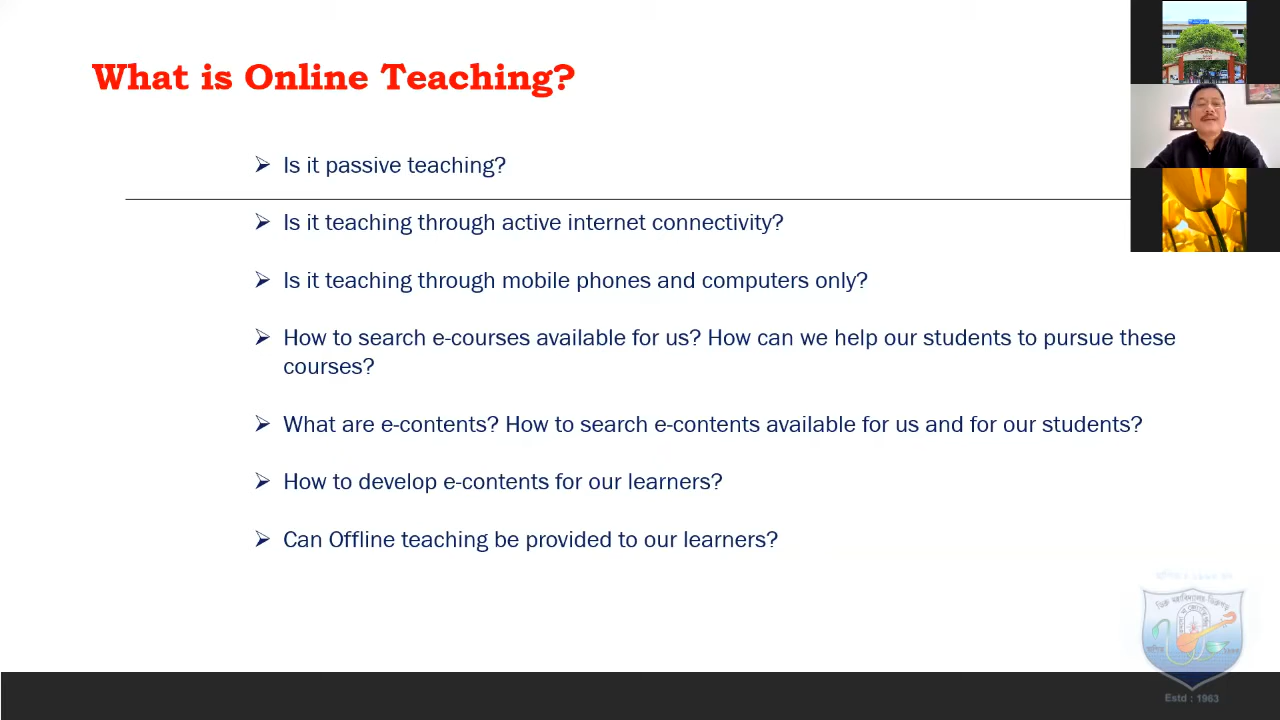 What is Online Teaching?
➢ Is it passive teaching?
➢ Is it teaching through active internet connectivity?
➢ Is it teaching through mobile phones and computers only?
➢ How to search e-courses available for us? How can we help our students to pursue these
courses?
➢ What are e-contents? How to search e-contents available for us and for our students?
➢ How to develop e-contents for our learners?
➢ Can Offline teaching be provided to our learners?
Estd : 1963